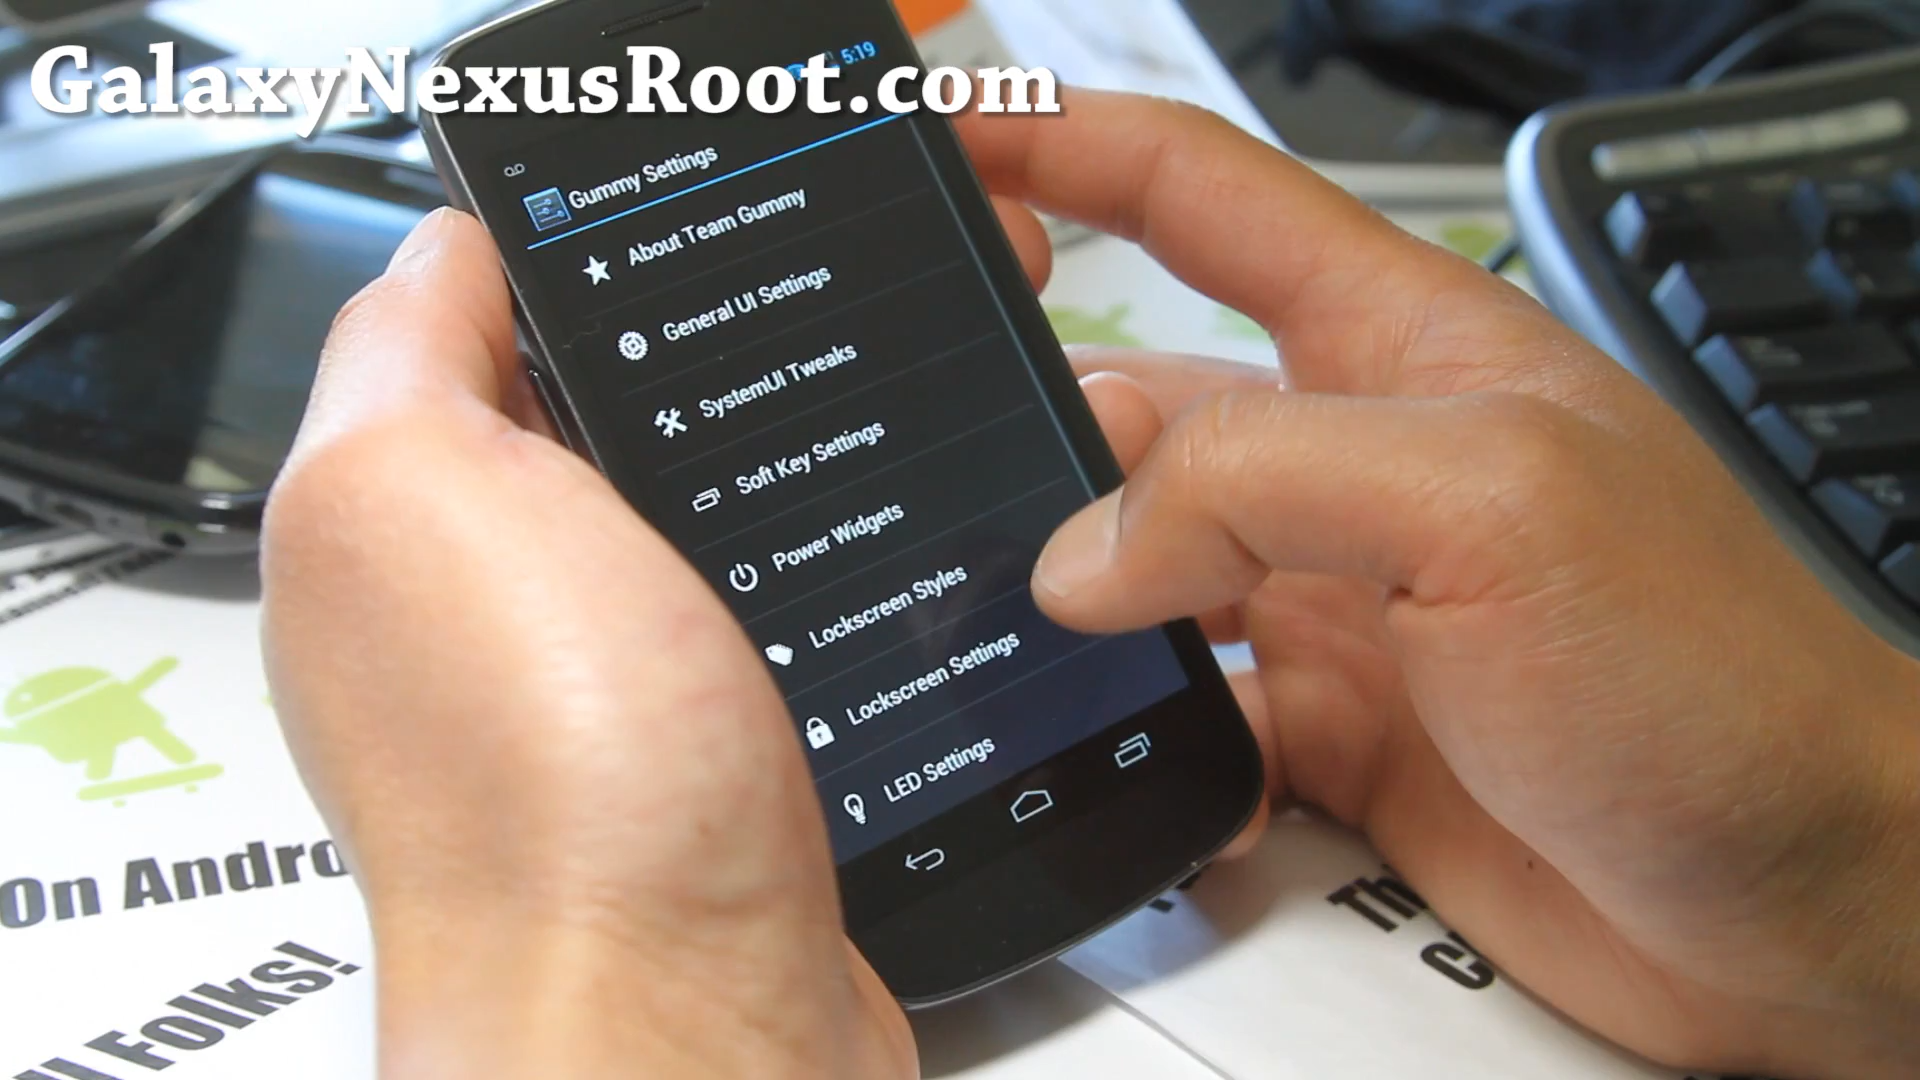 GalaxyNexusRoot.com
5:19
Gummy Settings
About Team Gummy
General UI Settings
SystemUI Tweaks
Soft Key Settings
Power Widgets
Lockscreen Styles
Lockscreen Settings
LED Settings
On Andro
Folks!